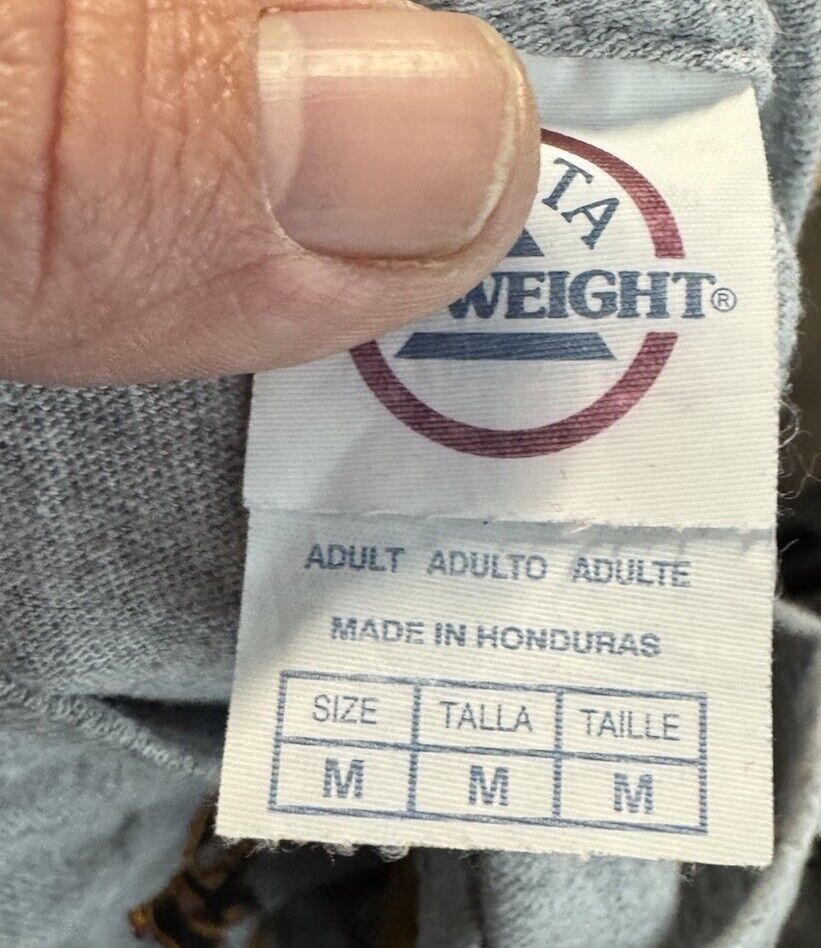 TA
WEIGHT®
ADULT ADULTO ADULTE
MADE IN HONDURAS
SIZE TALLA TAILLE
M M M